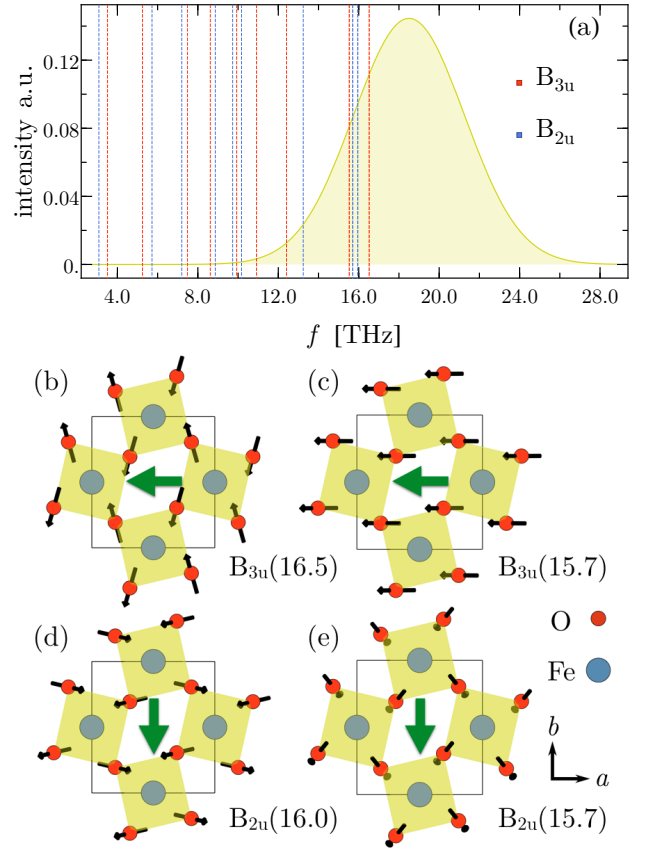 (a)
0.12
0.08
0.04
0.
intensity a.u.
B3u
B2u
4.0 8.0 12.0 16.0 20.0 24.0 28.0
f [THz]
(b)
(c)
B3u(16.5)
B3u(15.7)
(d)
(e)
O
Fe
b
a
B2u(16.0)
B2u(15.7)